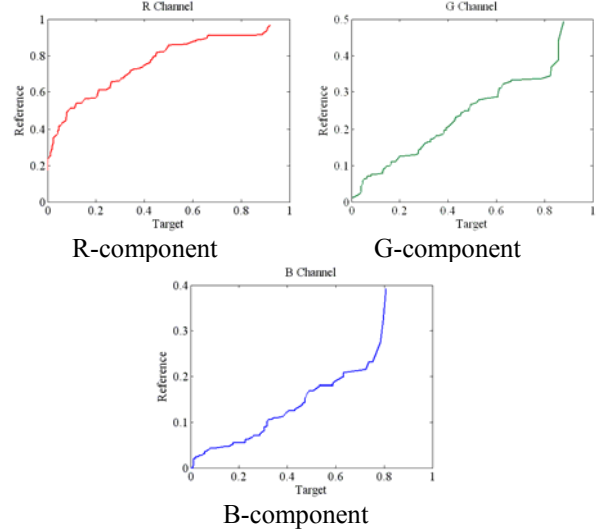 R Channel
1
0.8
0.6
0.4
0.2
0
Reference
0 0.2 0.4 0.6 0.8 1
Target
R-component
G Channel
0.5
0.4
0.3
0.2
0.1
0
Reference
0 0.2 0.4 0.6 0.8 1
Target
G-component
B Channel
0.4
0.3
0.2
0.1
0
Reference
0 0.2 0.4 0.6 0.8 1
Target
B-component